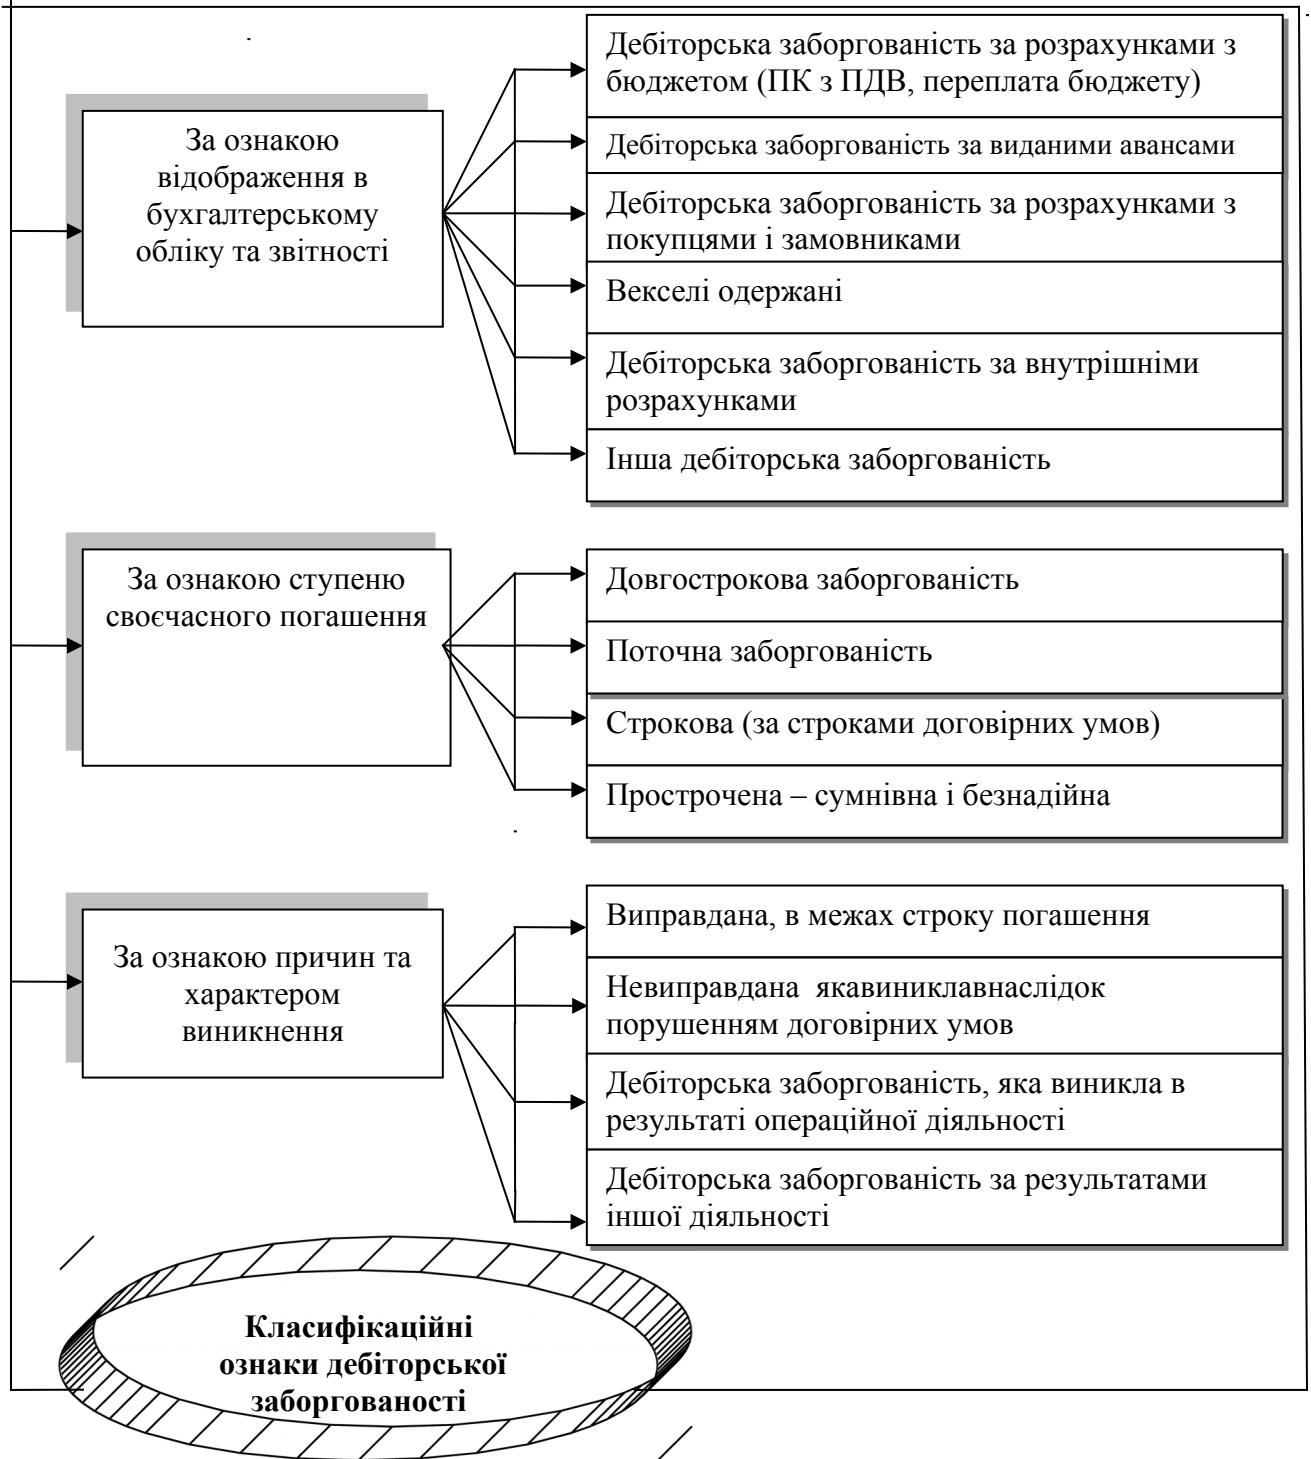 За ознакою
відображення в
бухгалтерському
обліку та звітності
Дебіторська заборгованість за розрахунками з
бюджетом (ПК з ПДВ, переплата бюджету)
Дебіторська заборгованість за виданими авансами
Дебіторська заборгованість за розрахунками з
покупцями і замовниками
Векселі одержані
Дебіторська заборгованість за внутрішніми
розрахунками
Інша дебіторська заборгованість
За ознакою ступеню
своєчасного погашення
Довгострокова заборгованість
Поточна заборгованість
Строкова (за строками договірних умов)
Прострочена – сумнівна і безнадійна
За ознакою причин та
характером
виникнення
Виправдана, в межах строку погашення
Невиправдана якавиниклавнаслідок
порушенням договірних умов
Дебіторська заборгованість, яка виникла в
результаті операційної діяльності
Дебіторська заборгованість за результатами
іншої діяльності
Класифікаційні
ознаки дебіторської
заборгованості